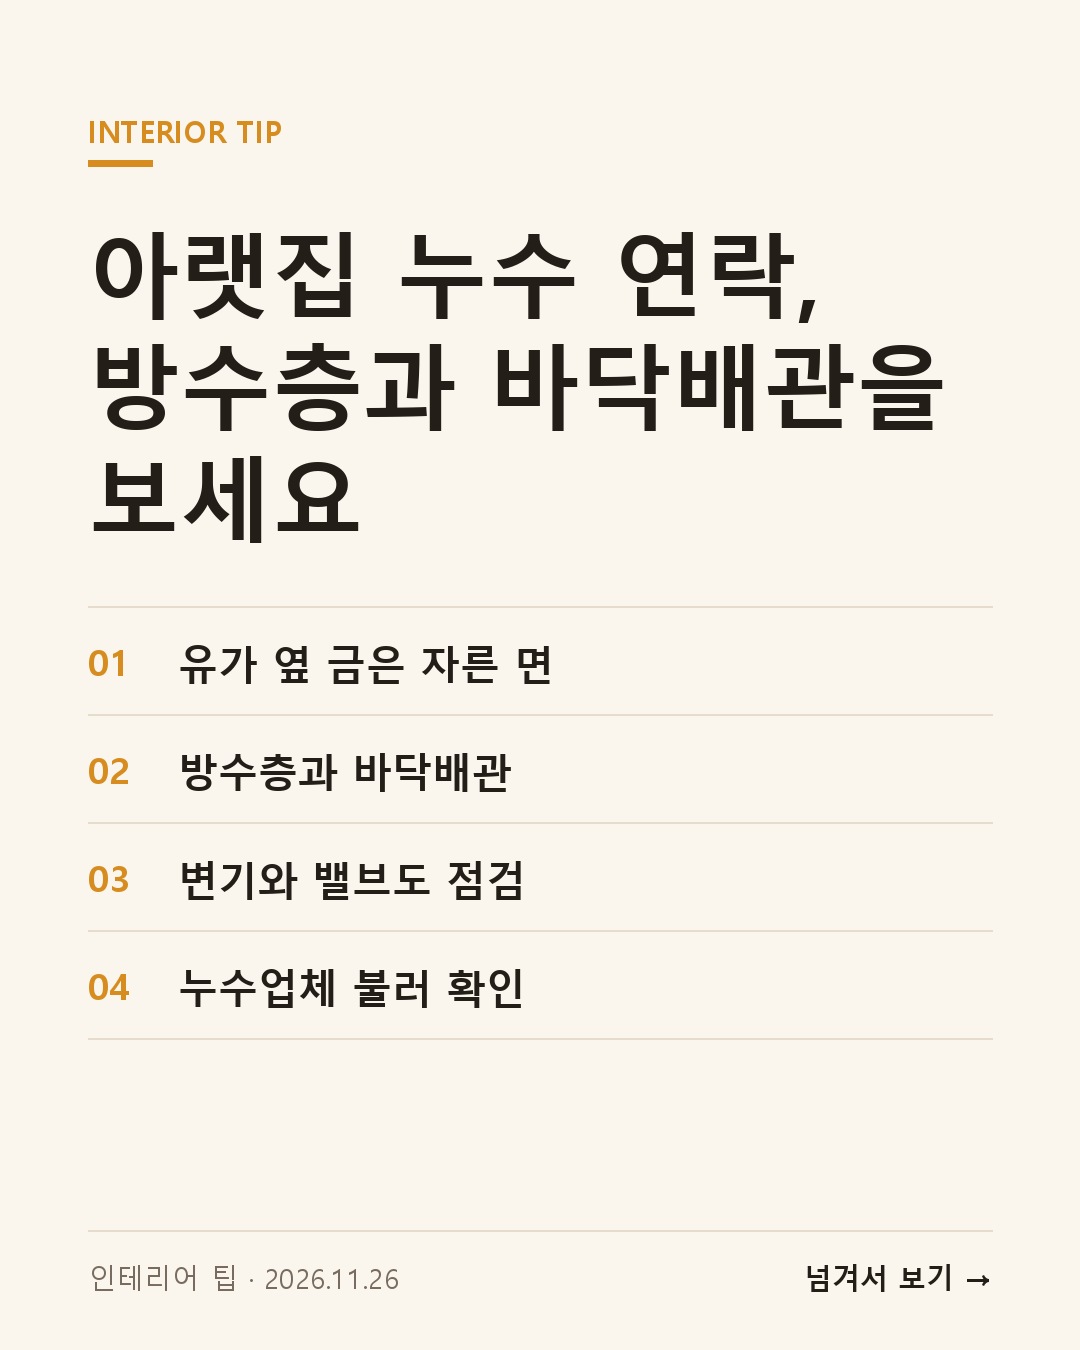 INTERIOR TIP
아랫집 누수 연락,
방수층과 바닥배관을
보세요
01 유가 옆 금은 자른 면
02 방수층과 바닥배관
03 변기와 밸브도 점검
04 누수업체 불러 확인
인테리어 팁 · 2026.11.26
넘겨서 보기 →